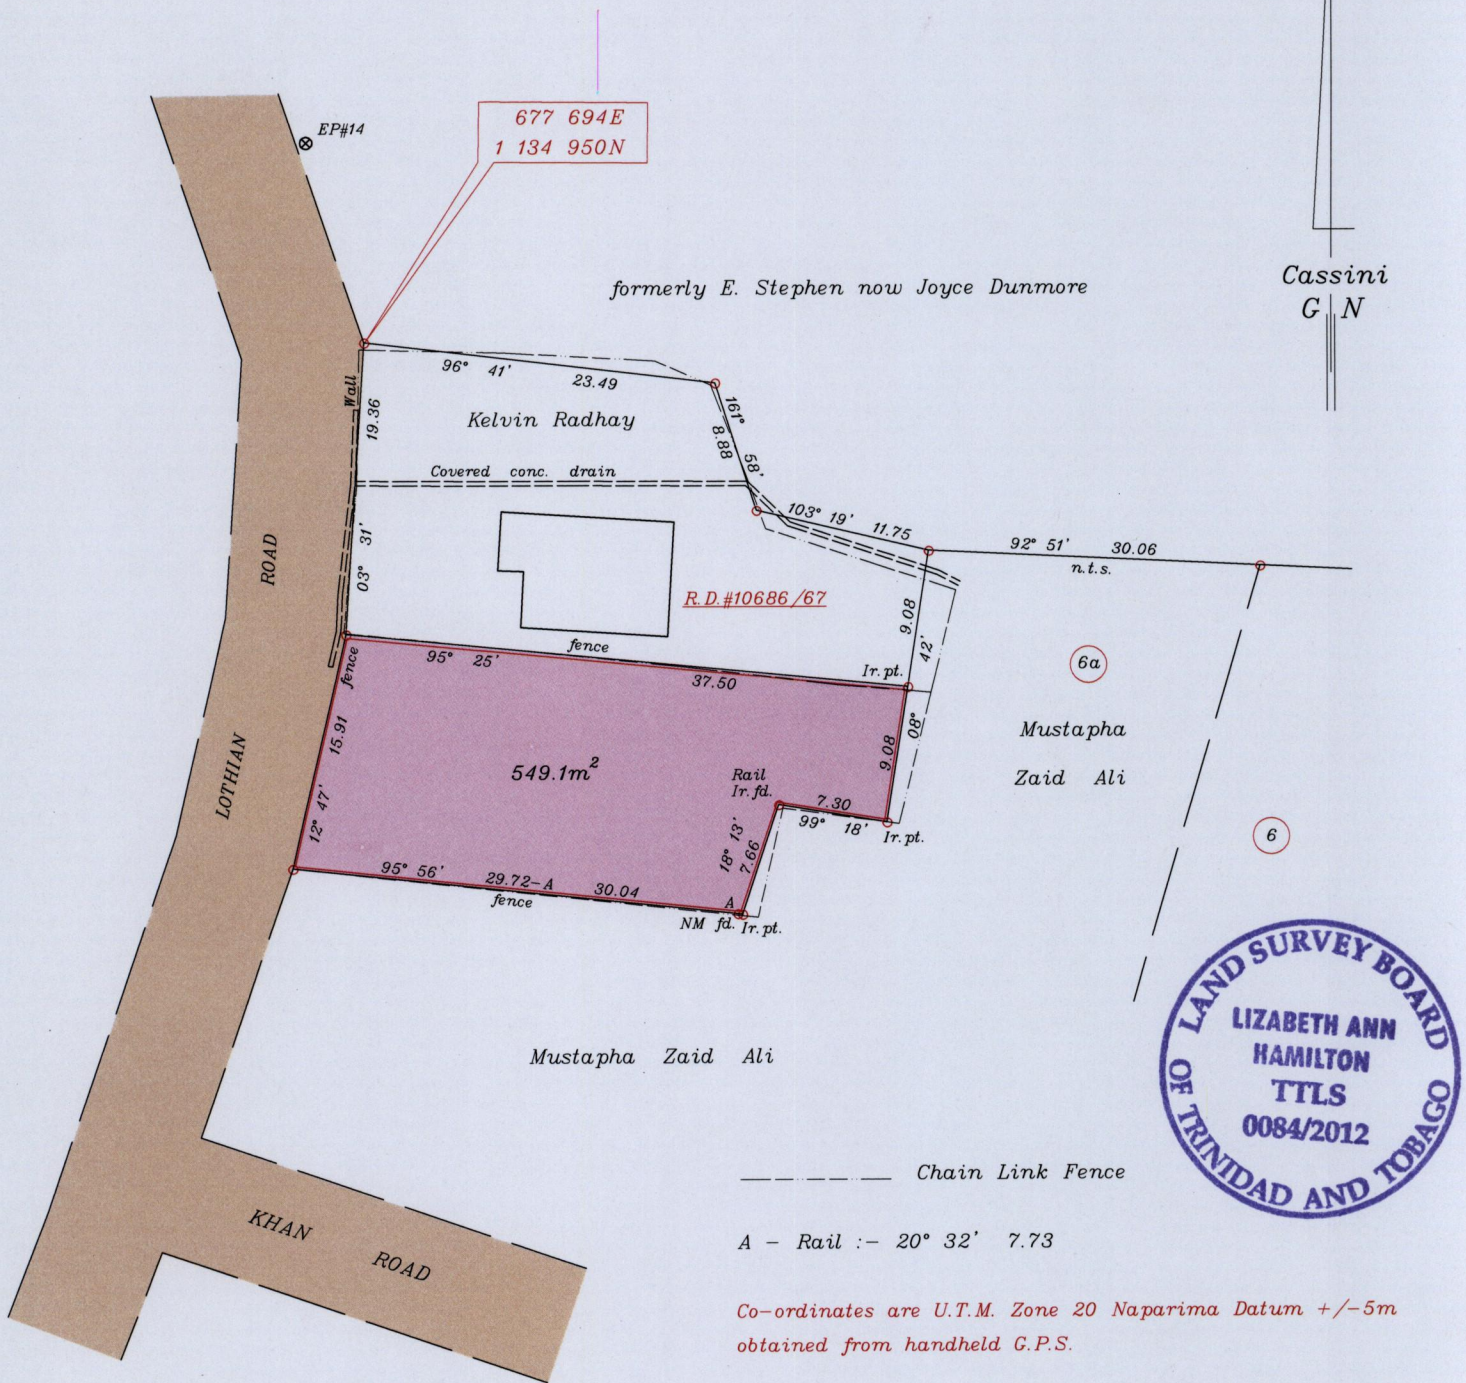 EP#14
677 694E
1 134 950N
formerly E. Stephen now Joyce Dunmore
Cassini
G N
Wall
96° 41' 23.49
19.36
Kelvin Radhay
161° 58'
8.88
Covered conc. drain
103° 19' 11.75
92° 51' 30.06
n.t.s.
03° 31'
ROAD
R.D.#10686/67
9.08
08° 42'
fence
95° 25' 37.50
Ir. pt.
fence
6a
Mustapha
Zaid Ali
15.91
12° 47'
LOTHIAN
549.1m²
9.08
Rail
Ir. fd.
7.30
99° 18'
Ir. pt.
18° 13'
7.66
6
95° 56' 29.72-A 30.04
fence
A
NM fd. Ir. pt.
Mustapha Zaid Ali
LAND SURVEY BOARD
LIZABETH ANN
HAMILTON
TTLS
0084/2012
OF TRINIDAD AND TOBAGO
Chain Link Fence
KHAN ROAD
A - Rail :- 20° 32' 7.73
Co-ordinates are U.T.M. Zone 20 Naparima Datum +/-5m
obtained from handheld G.P.S.